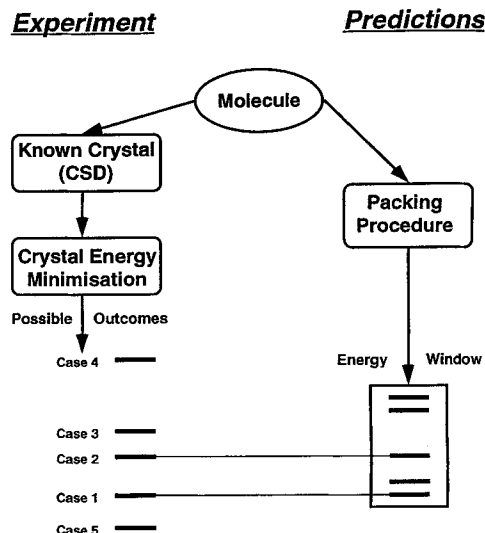 Experiment
Predictions
Molecule
Known Crystal
(CSD)
Packing
Procedure
Crystal Energy
Minimisation
Possible Outcomes
Energy Window
Case 4
Case 3
Case 2
Case 1
Case 5